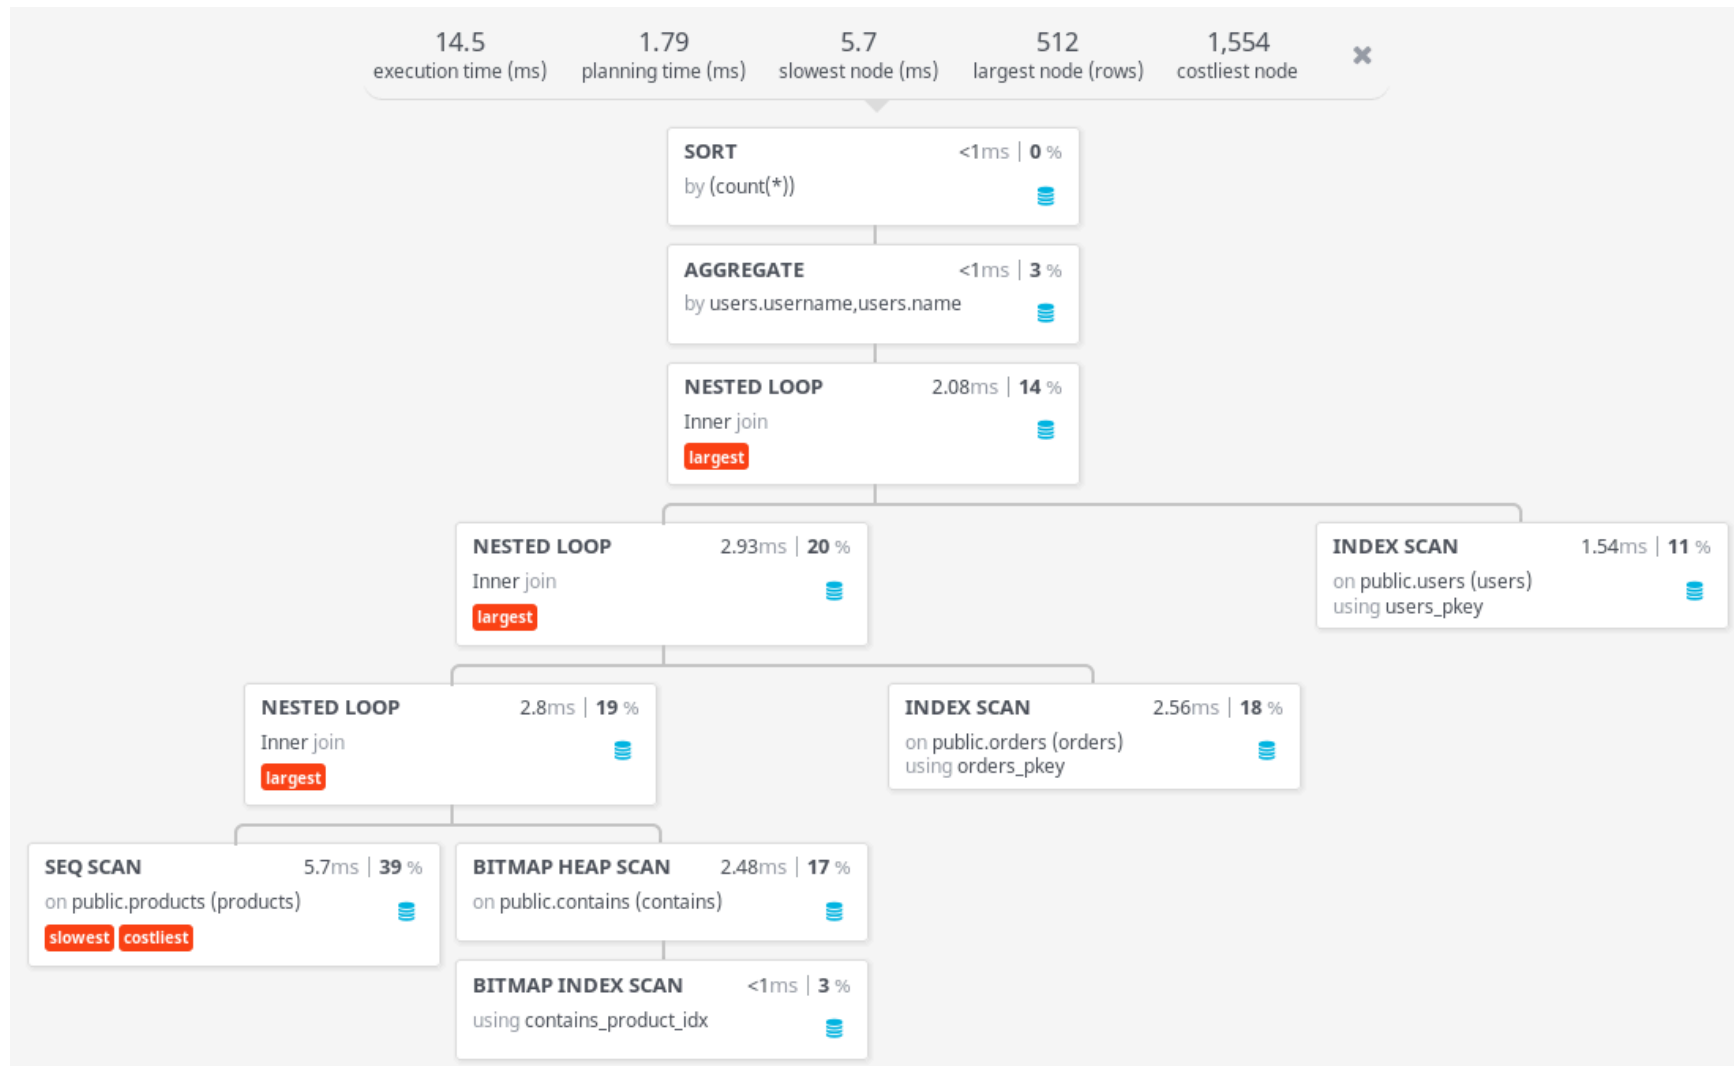 14.5 1.79 5.7 512 1,554
execution time (ms) planning time (ms) slowest node (ms) largest node (rows) costliest node
SORT <1ms | 0 %
by (count(*))
AGGREGATE <1ms | 3 %
by users.username,users.name
NESTED LOOP 2.08ms | 14 %
Inner join
largest
NESTED LOOP 2.93ms | 20 %
Inner join
largest
INDEX SCAN 1.54ms | 11 %
on public.users (users)
using users_pkey
NESTED LOOP 2.8ms | 19 %
Inner join
largest
INDEX SCAN 2.56ms | 18 %
on public.orders (orders)
using orders_pkey
SEQ SCAN 5.7ms | 39 %
on public.products (products)
slowest costliest
BITMAP HEAP SCAN 2.48ms | 17 %
on public.contains (contains)
BITMAP INDEX SCAN <1ms | 3 %
using contains_product_idx